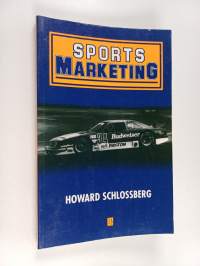 SPORTS
MARKETING
Budweiser
HOWARD SCHLOSSBERG